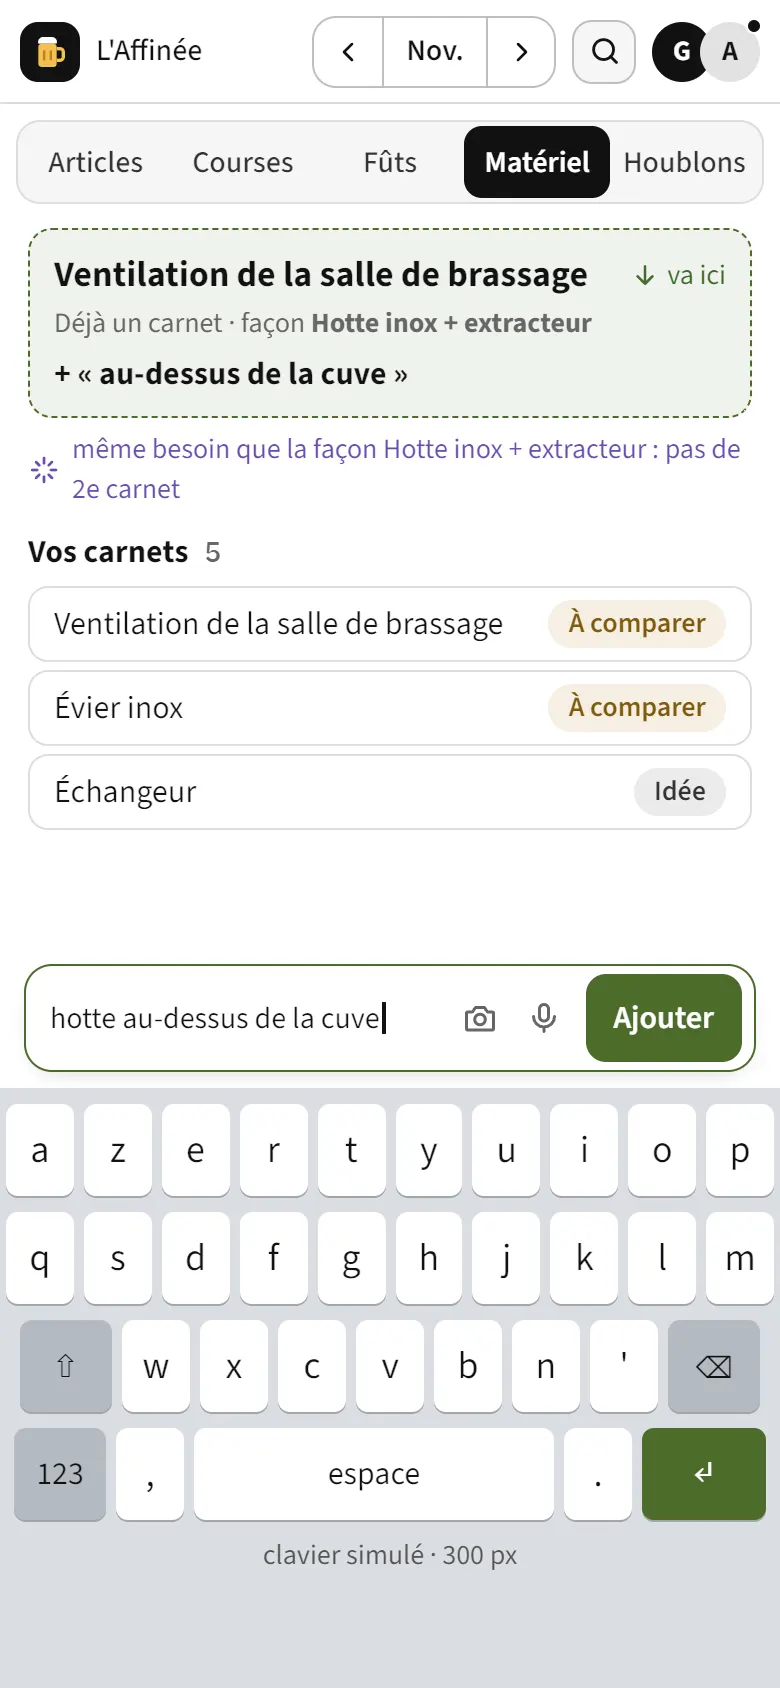 L'Affinée
Nov.
G
A
Articles Courses Fûts Matériel Houblons
Ventilation de la salle de brassage ↓ va ici
Déjà un carnet · façon Hotte inox + extracteur
+ « au-dessus de la cuve »
même besoin que la façon Hotte inox + extracteur : pas de
2e carnet
Vos carnets 5
Ventilation de la salle de brassage À comparer
Évier inox À comparer
Échangeur Idée
hotte au-dessus de la cuve Ajouter
a z e r t y u i o p
q s d f g h j k l m
⇧ w x c v b n ' ⌫
123 , espace . ↵
clavier simulé · 300 px